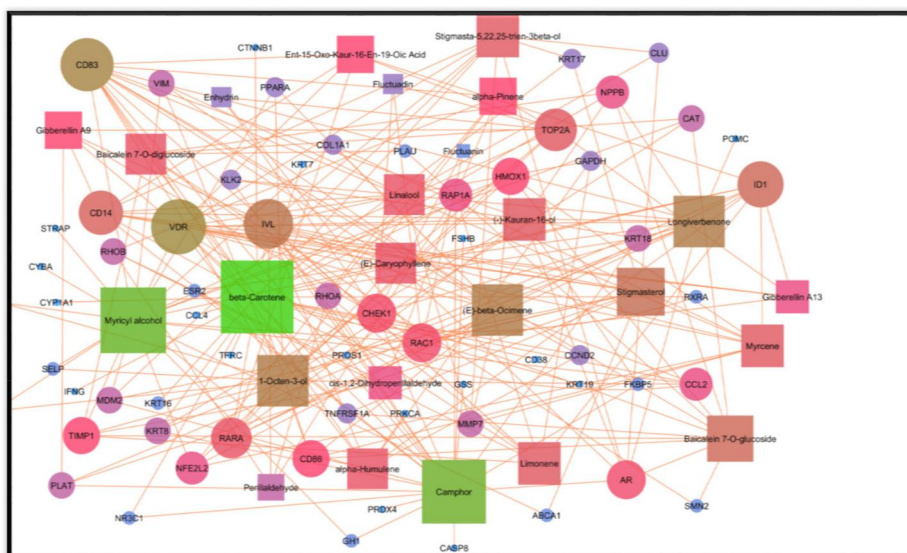 Stigmasta-5,22,25-trien-3beta-ol
CTNNB1
Ent-15-Oxo-Kaur-16-En-19-Oic Acid
CLU
KRT17
CD83
VIM
PPARA
Fluctuadin
Enhydrin
alpha-Pinene
NPPB
CAT
Gibberellin A9
TOP2A
PCMC
COL1A1
PLAU
Fluctuanin
Baicalein 7-O-diglucoside
KRT7
GAPDH
KLK2
HMOX1
ID1
Linalool
RAP1A
CD14
(-)-Kauran-16-ol
Longiverbenone
STRAP
VDR
IVL
FSHB
KRT18
RHOB
(E)-Caryophyllene
CYBA
ESR2
beta-Carotene
RHOA
Stigmasterol
RXRA
Gibberellin A13
CYP1A1
CCL4
(E)-beta-Ocimene
Myricyl alcohol
CHEK1
RAC1
Myrcene
TFRC
PROS1
CD38
CCND2
SELP
1-Octen-3-ol
cis-1,2-Dihydroperillaldehyde
GSS
KRT19
FKBP5
CCL2
IFNG
MDM2
KRT16
TNFRSF1A
PRKCA
MMP7
Baicalein 7-O-glucoside
TIMP1
KRT8
RARA
CD86
NFE2L2
alpha-Humulene
Limonene
PLAT
Perillaldehyde
Camphor
AR
SMN2
NR3C1
PRDX4
ABCA1
GH1
CASP8